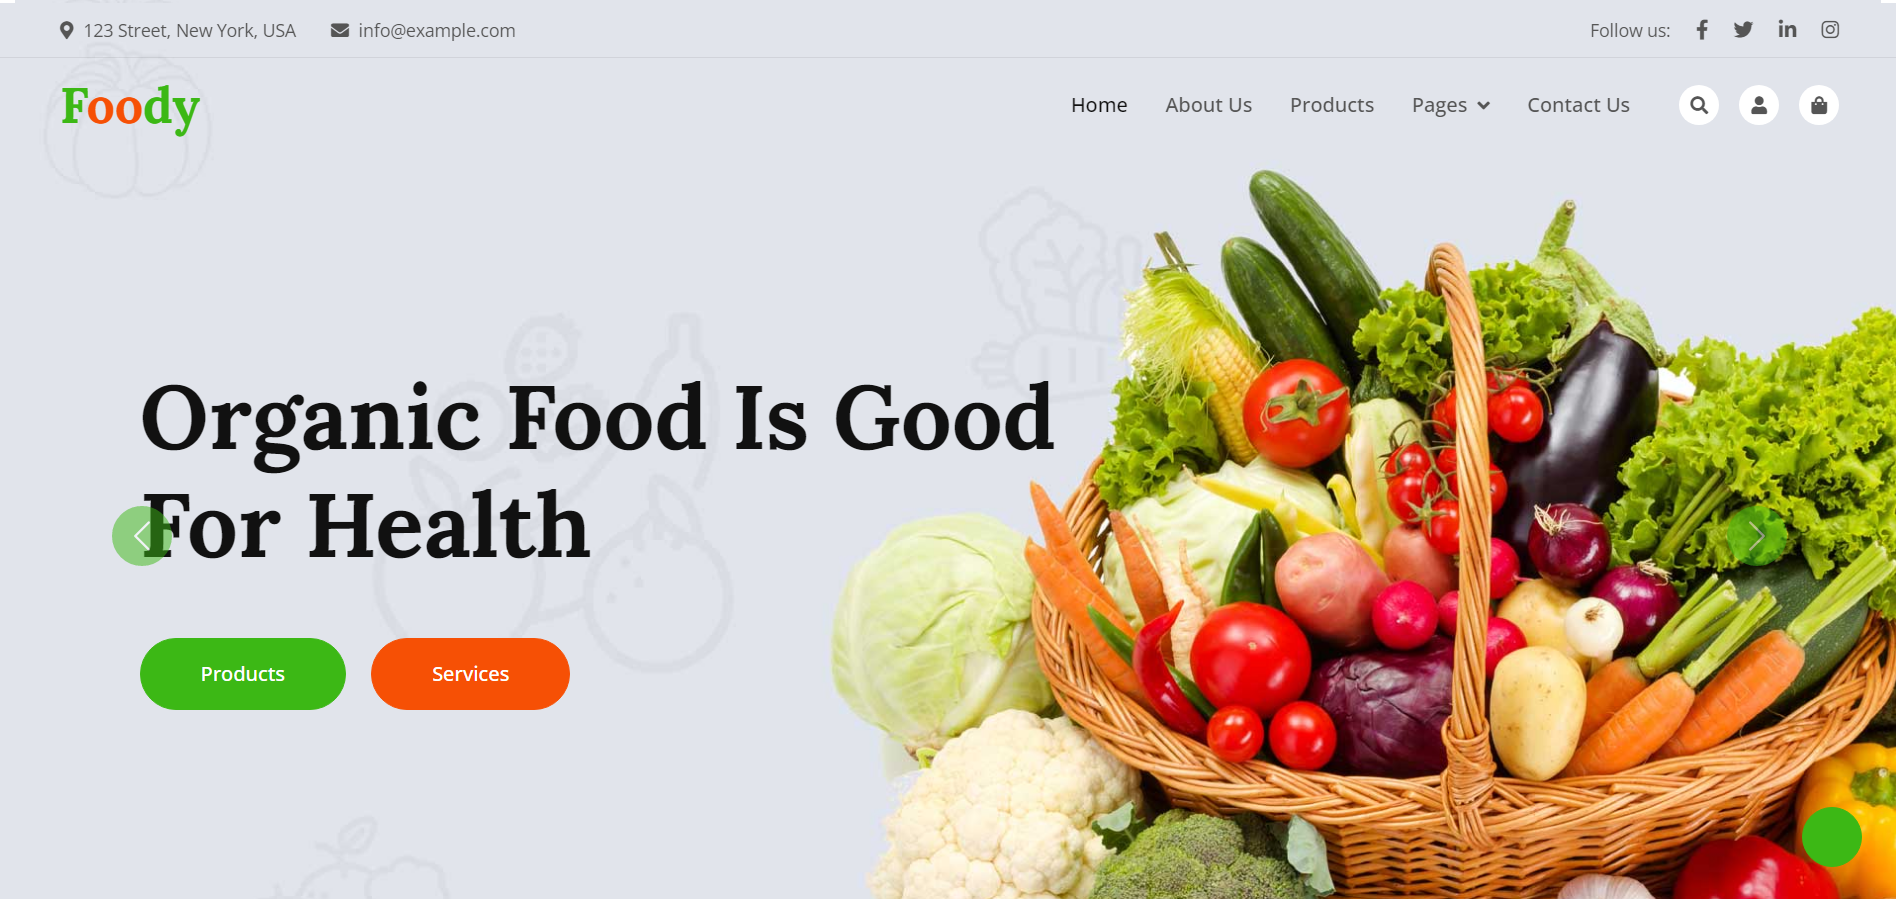 123 Street, New York, USA info@example.com Follow us:
Foody Home About Us Products Pages Contact Us
Organic Food Is Good
For Health
Products Services